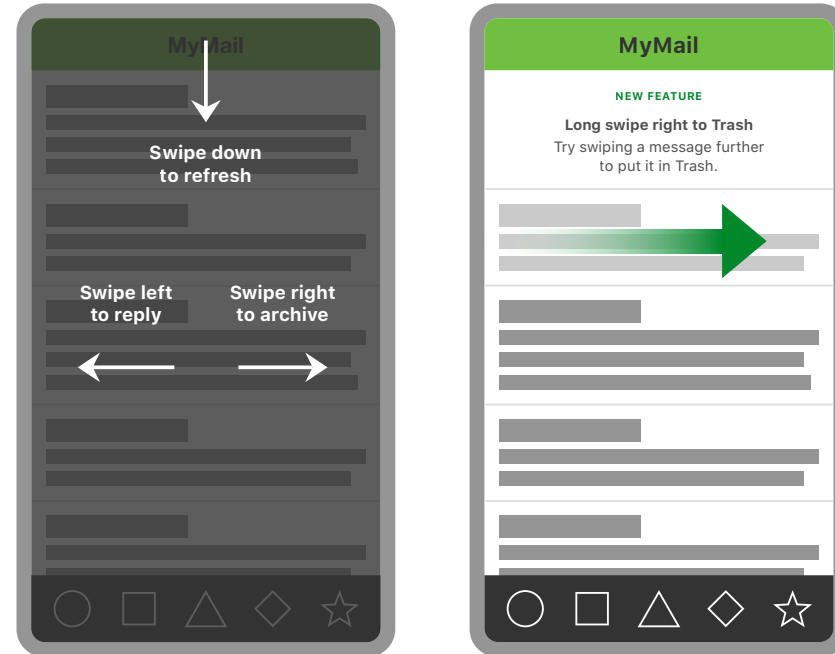 MyMail
Swipe down
to refresh
Swipe left
to reply
Swipe right
to archive
MyMail
NEW FEATURE
Long swipe right to Trash
Try swiping a message further
to put it in Trash.